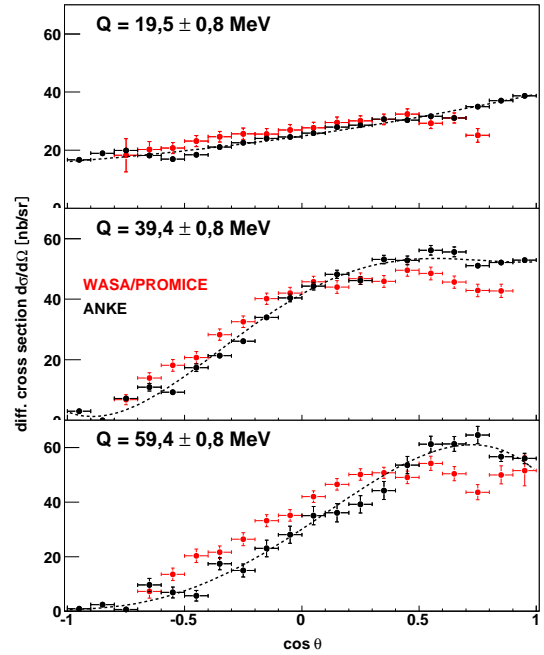 60
Q = 19,5 ± 0,8 MeV
40
20
0
60
Q = 39,4 ± 0,8 MeV
WASA/PROMICE
ANKE
40
20
0
60
Q = 59,4 ± 0,8 MeV
40
20
0
diff. cross section dσ/dΩ [nb/sr]
-1 -0.5 0 0.5 1
cos θ